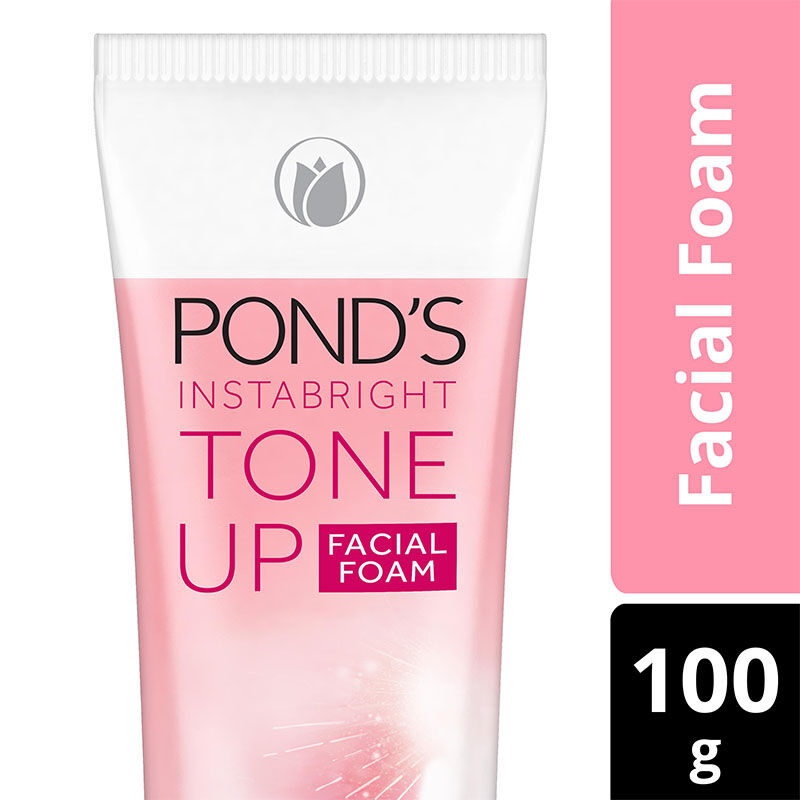 POND'S
INSTABRIGHT
TONE
UP
FACIAL
FOAM
Facial Foam
100
g